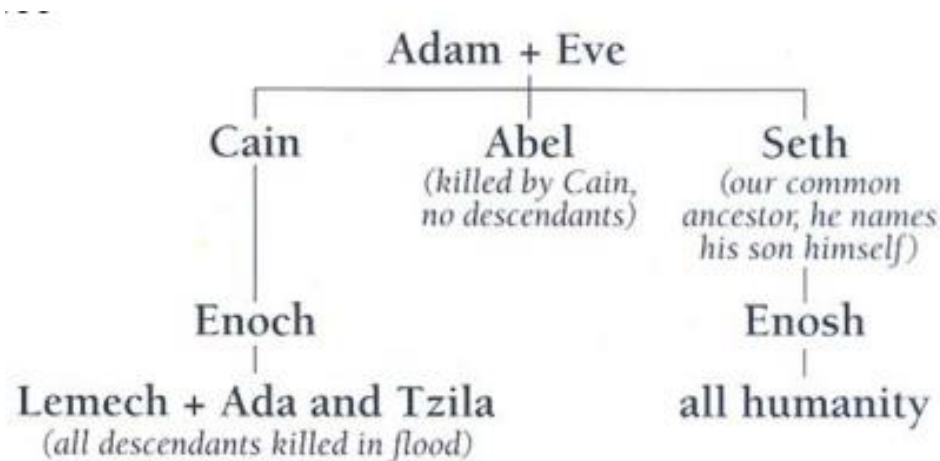 Adam + Eve
Cain
Abel
Seth
(killed by Cain,
no descendants)
(our common
ancestor, he names
his son himself)
Enoch
Enosh
Lemech + Ada and Tzila
all humanity
(all descendants killed in flood)